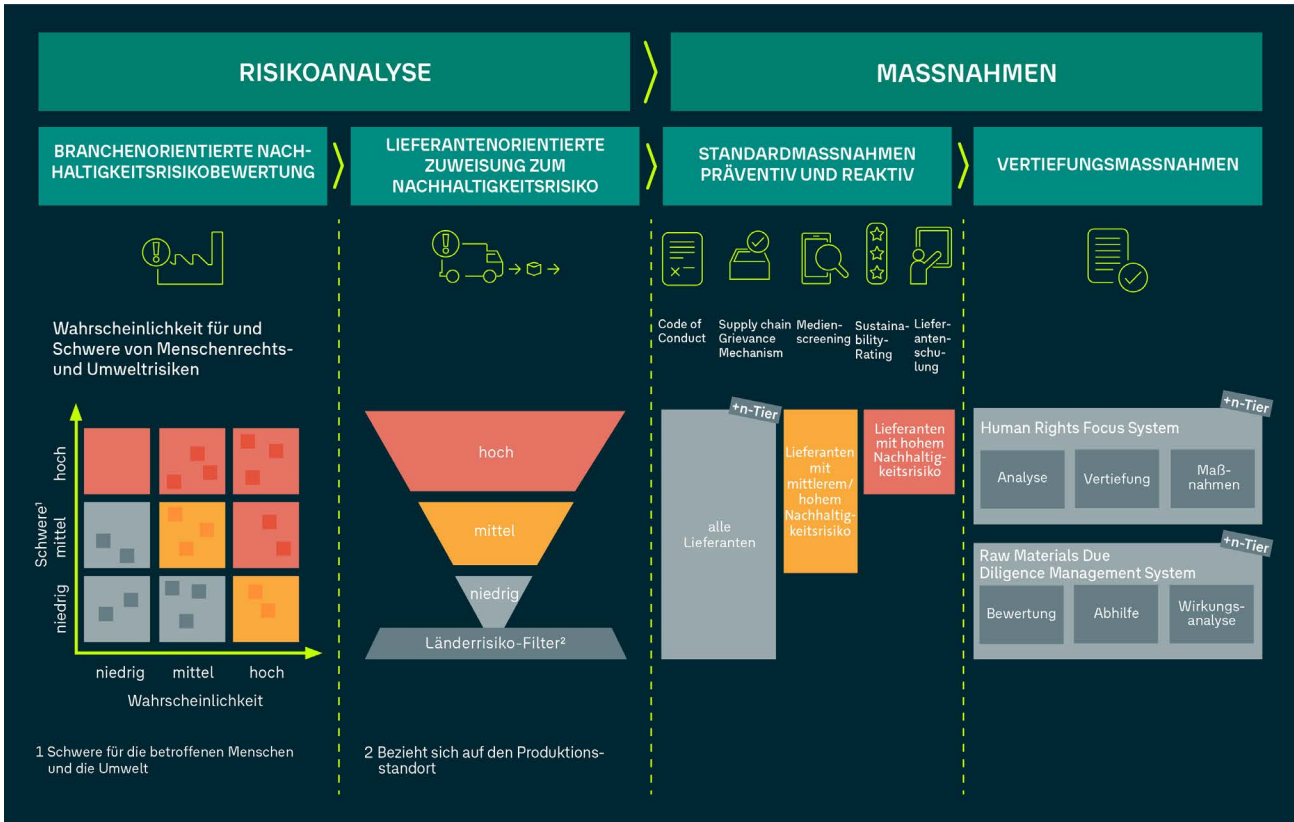 RISIKOANALYSE
MASSNAHMEN
BRANCHENORIENTIERTE NACH-
HALTIGKEITSRISIKOBEWERTUNG
LIEFERANTENORIENTIERTE
ZUWEISUNG ZUM
NACHHALTIGKEITSRISIKO
STANDARDMASSNAHMEN
PRÄVENTIV UND REAKTIV
VERTIEFUNGSMASSNAHMEN
Wahrscheinlichkeit für und
Schwere von Menschenrechts-
und Umweltrisiken
hoch
mittel
niedrig
Schwere¹
niedrig
mittel
hoch
Wahrscheinlichkeit
1 Schwere für die betroffenen Menschen
und die Umwelt
hoch
mittel
niedrig
Länderrisiko-Filter²
2 Bezieht sich auf den Produktions-
standort
Code of
Conduct
Supply chain
Grievance
Mechanism
Medien-
screening
Sustaina-
bility-
Rating
Liefer-
anten-
schu-
lung
+n-Tier
alle
Lieferanten
Lieferanten
mit
mittlerem/
hohem
Nachhaltig-
keitsrisiko
Lieferanten
mit hohem
Nachhaltig-
keitsrisiko
+n-Tier
Human Rights Focus System
Analyse
Vertiefung
Maß-
nahmen
+n-Tier
Raw Materials Due
Diligence Management System
Bewertung
Abhilfe
Wirkungs-
analyse